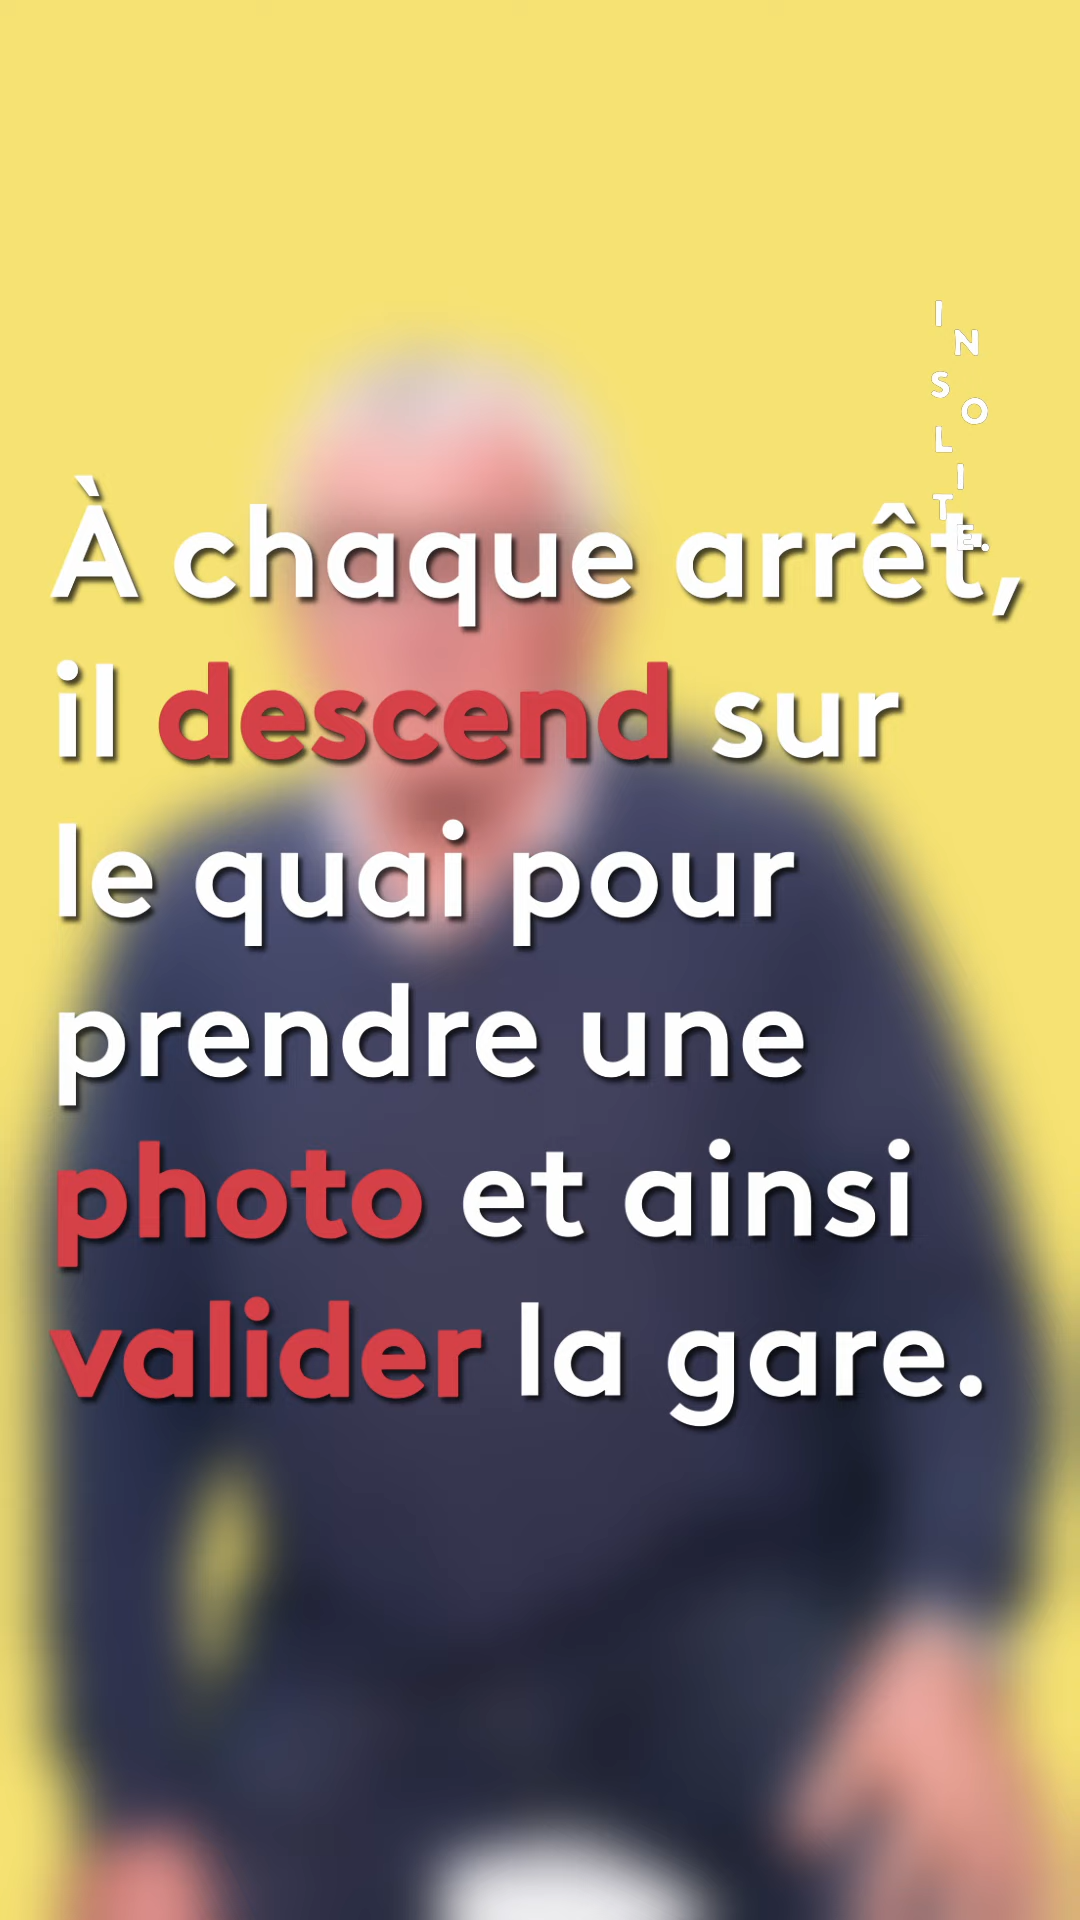 INSOLITE.
À chaque arrêt,
il descend sur
le quai pour
prendre une
photo et ainsi
valider la gare.